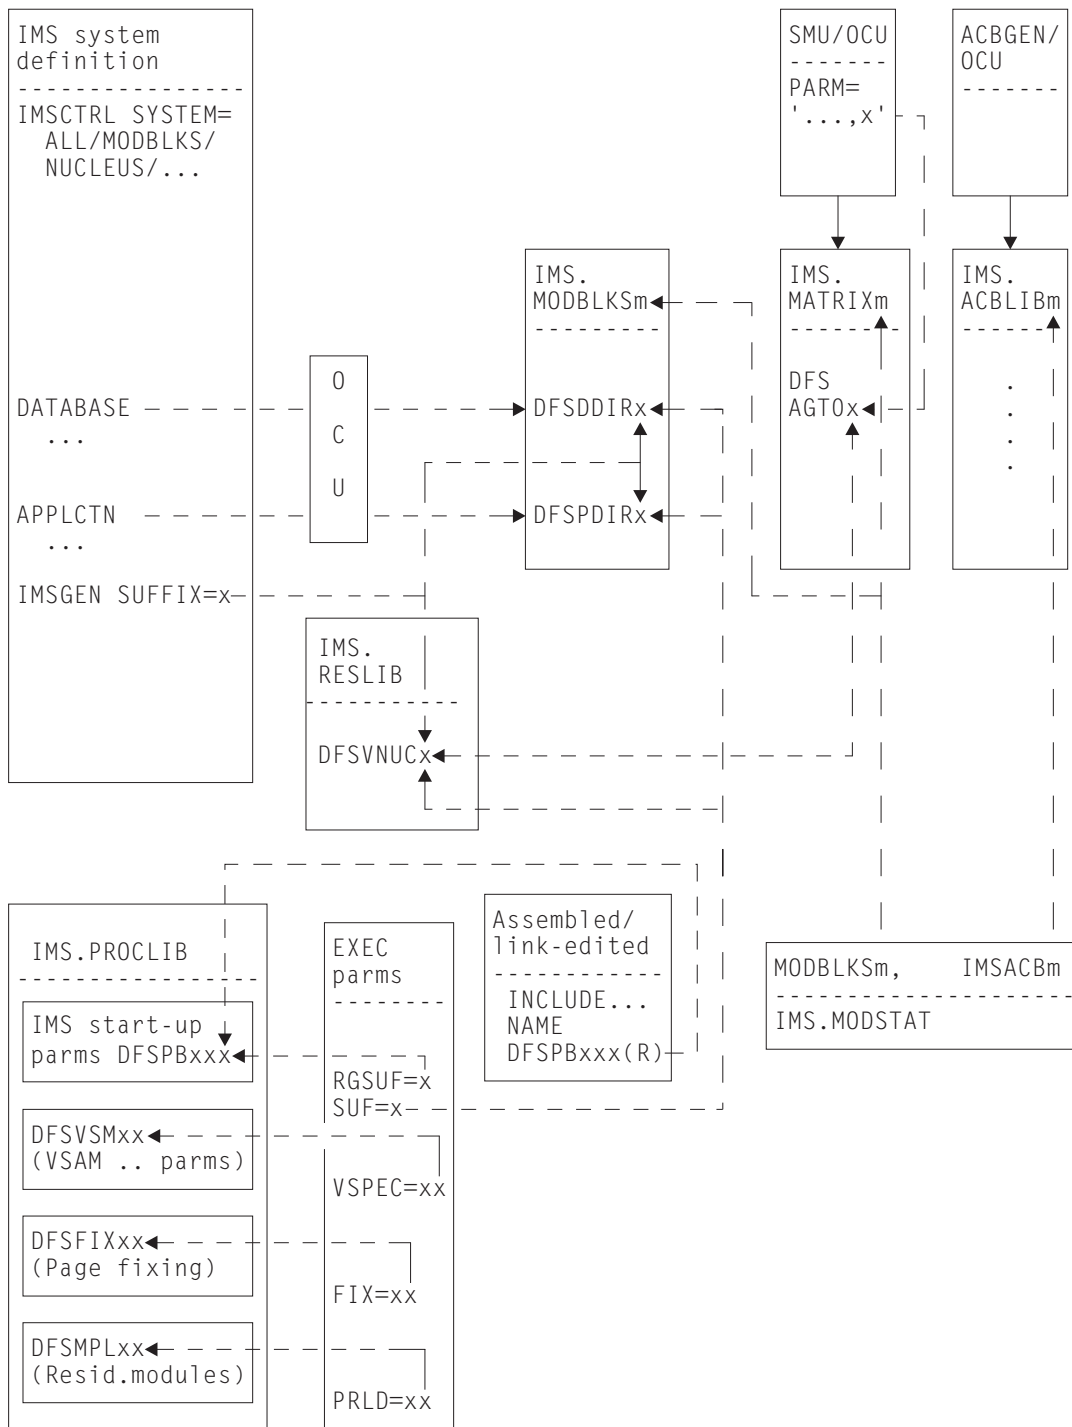 IMS system
definition
----------------
IMSCTRL SYSTEM=
ALL/MODBLKS/
NUCLEUS/...
DATABASE
...
APPLCTN
...
IMSGEN SUFFIX=x
O
C
U
IMS.
MODBLKSm
---------
DFSDDIRx
DFSPDIRx
SMU/OCU
-------
PARM=
'...,x'
ACBGEN/
OCU
-------
IMS.
MATRIXm
--------
DFS
AGTOx
IMS.
ACBLIBm
-------
.
.
.
.
IMS.
RESLIB
-----------
DFSVNUCx
IMS.PROCLIB
----------------
IMS start-up
parms DFSPBxxx
DFSVSMxx
(VSAM .. parms)
DFSFIXxx
(Page fixing)
DFSMPLxx
(Resid.modules)
EXEC
parms
--------
RGSUF=x
SUF=x
VSPEC=xx
FIX=xx
PRLD=xx
Assembled/
link-edited
------------
INCLUDE...
NAME
DFSPBxxx(R)
MODBLKSm, IMSACBm
---------------------
IMS.MODSTAT